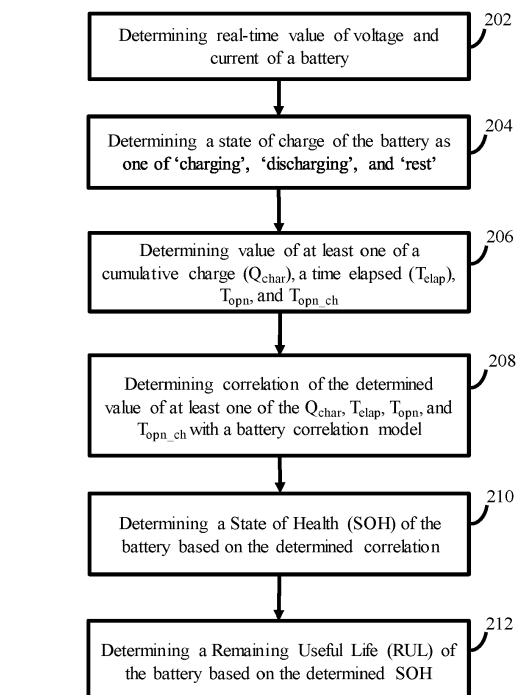 202
Determining real-time value of voltage and
current of a battery
204
Determining a state of charge of the battery as
one of ‘charging’, ‘discharging’, and ‘rest’
206
Determining value of at least one of a
cumulative charge (Qchar), a time elapsed (Telap),
Topn, and Topn_ch
208
Determining correlation of the determined
value of at least one of the Qchar, Telap, Topn, and
Topn_ch with a battery correlation model
210
Determining a State of Health (SOH) of the
battery based on the determined correlation
212
Determining a Remaining Useful Life (RUL) of
the battery based on the determined SOH